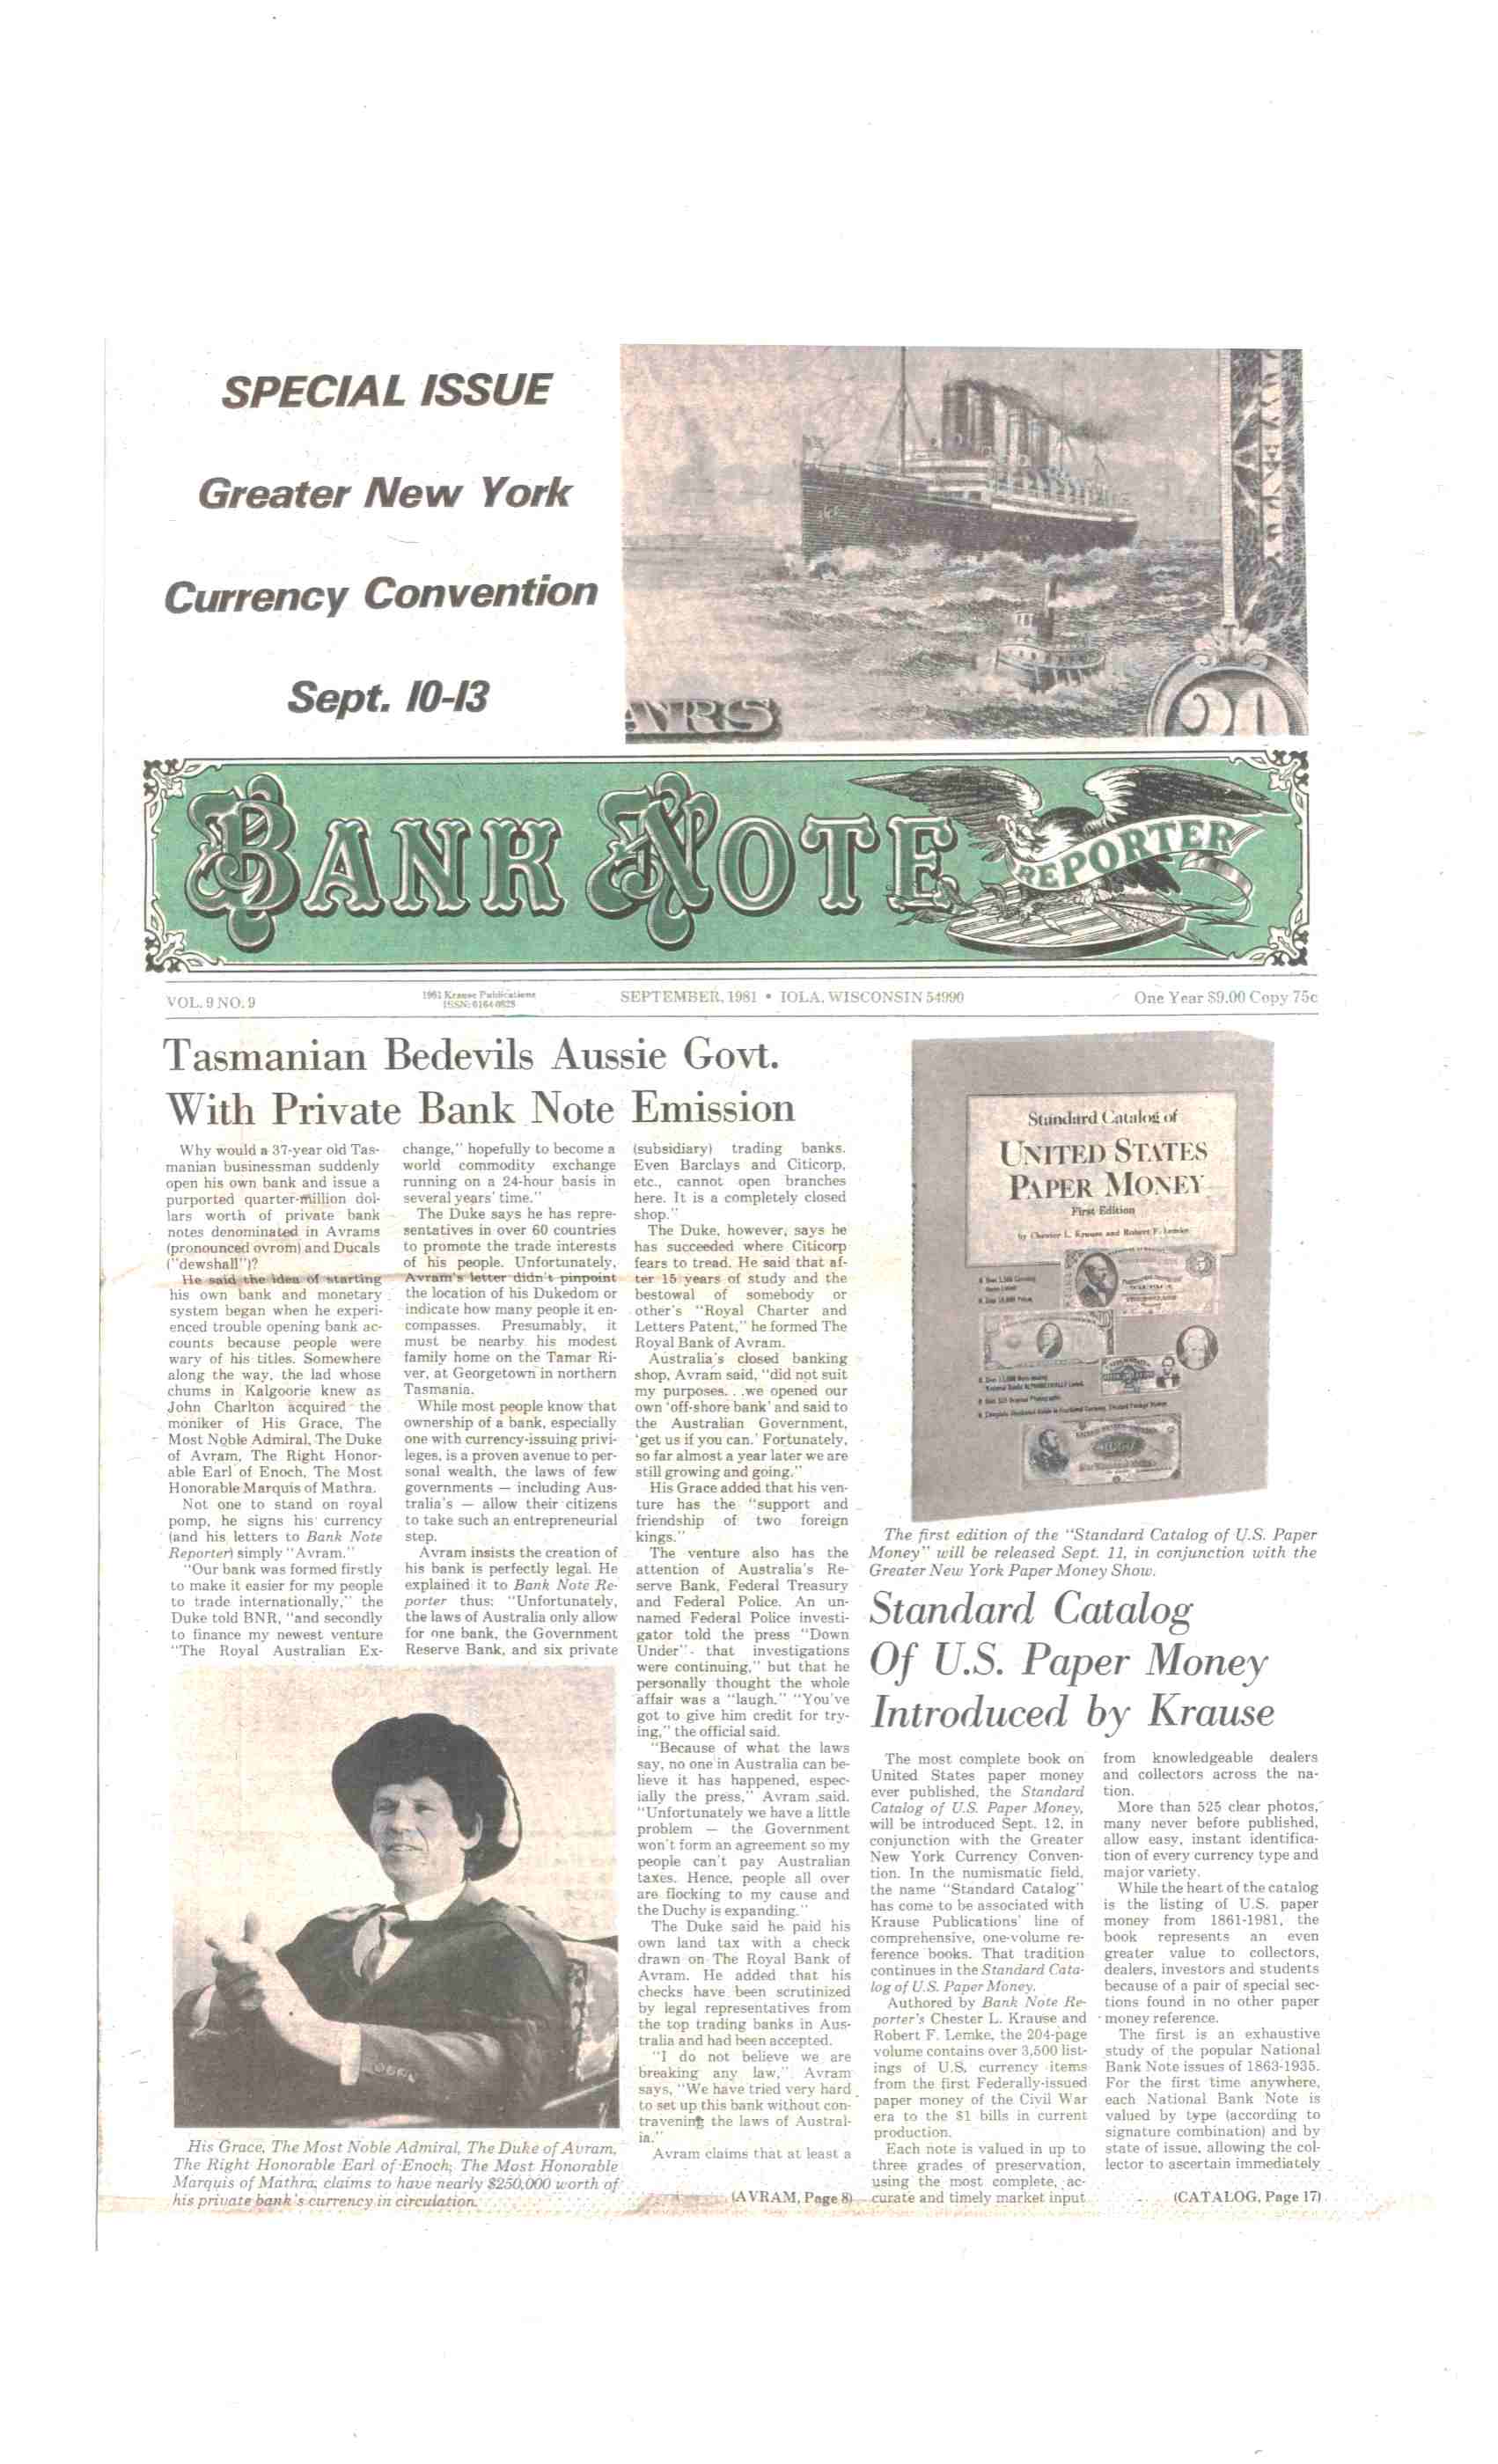 SPECIAL ISSUE
Greater New York
Currency Convention
Sept. 10-13
ARS
20
BANK NOTE
REPORTER
VOL. 9 NO. 9
1981 Krause Publications
ISSN: 0164-0828
SEPTEMBER, 1981 • IOLA, WISCONSIN 54990
One Year $9.00 Copy 75c
Tasmanian Bedevils Aussie Govt.
With Private Bank Note Emission
Why would a 37-year old Tas-
manian businessman suddenly
open his own bank and issue a
purported quarter-million dol-
lars worth of private bank
notes denominated in Avrams
(pronounced ovrom) and Ducals
("dewshall")?
He said the idea of starting
his own bank and monetary
system began when he experi-
enced trouble opening bank ac-
counts because people were
wary of his titles. Somewhere
along the way, the lad whose
chums in Kalgoorie knew as
John Charlton acquired the
moniker of His Grace, The
Most Noble Admiral, The Duke
of Avram, The Right Honor-
able Earl of Enoch, The Most
Honorable Marquis of Mathra.
Not one to stand on royal
pomp, he signs his currency
(and his letters to Bank Note
Reporter) simply "Avram."
"Our bank was formed firstly
to make it easier for my people
to trade internationally," the
Duke told BNR, "and secondly
to finance my newest venture
"The Royal Australian Ex-
change," hopefully to become a
world commodity exchange
running on a 24-hour basis in
several years' time."
The Duke says he has repre-
sentatives in over 60 countries
to promote the trade interests
of his people. Unfortunately,
Avram's letter didn't pinpoint
the location of his Dukedom or
indicate how many people it en-
compasses. Presumably, it
must be nearby his modest
family home on the Tamar Ri-
ver, at Georgetown in northern
Tasmania.
While most people know that
ownership of a bank, especially
one with currency-issuing privi-
leges, is a proven avenue to per-
sonal wealth, the laws of few
governments — including Aus-
tralia's — allow their citizens
to take such an entrepreneurial
step.
Avram insists the creation of
his bank is perfectly legal. He
explained it to Bank Note Re-
porter thus: "Unfortunately,
the laws of Australia only allow
for one bank, the Government
Reserve Bank, and six private
(subsidiary) trading banks.
Even Barclays and Citicorp,
etc., cannot open branches
here. It is a completely closed
shop."
The Duke, however, says he
has succeeded where Citicorp
fears to tread. He said that af-
ter 15 years of study and the
bestowal of somebody or
other's "Royal Charter and
Letters Patent," he formed The
Royal Bank of Avram.
Australia's closed banking
shop, Avram said, "did not suit
my purposes. . .we opened our
own 'off-shore bank' and said to
the Australian Government,
'get us if you can.' Fortunately,
so far almost a year later we are
still growing and going."
His Grace added that his ven-
ture has the "support and
friendship of two foreign
kings."
The venture also has the
attention of Australia's Re-
serve Bank, Federal Treasury
and Federal Police. An un-
named Federal Police investi-
gator told the press "Down
Under" that investigations
were continuing," but that he
personally thought the whole
affair was a "laugh." "You've
got to give him credit for try-
ing," the official said.
"Because of what the laws
say, no one in Australia can be-
lieve it has happened, espec-
ially the press," Avram said.
"Unfortunately we have a little
problem — the Government
won't form an agreement so my
people can't pay Australian
taxes. Hence, people all over
are flocking to my cause and
the Duchy is expanding."
The Duke said he paid his
own land tax with a check
drawn on The Royal Bank of
Avram. He added that his
checks have been scrutinized
by legal representatives from
the top trading banks in Aus-
tralia and had been accepted.
"I do not believe we are
breaking any law," Avram
says, "We have tried very hard
to set up this bank without con-
travening the laws of Austral-
ia."
Avram claims that at least a
(AVRAM, Page 8)
His Grace, The Most Noble Admiral, The Duke of Avram,
The Right Honorable Earl of Enoch, The Most Honorable
Marquis of Mathra, claims to have nearly $250,000 worth of
his private bank's currency in circulation.
Standard Catalog of
UNITED STATES
PAPER MONEY
First Edition
by Chester L. Krause and Robert F. Lemke
The first edition of the "Standard Catalog of U.S. Paper
Money" will be released Sept. 11, in conjunction with the
Greater New York Paper Money Show.
Standard Catalog
Of U.S. Paper Money
Introduced by Krause
The most complete book on
United States paper money
ever published, the Standard
Catalog of U.S. Paper Money,
will be introduced Sept. 12, in
conjunction with the Greater
New York Currency Conven-
tion. In the numismatic field,
the name "Standard Catalog"
has come to be associated with
Krause Publications' line of
comprehensive, one-volume re-
ference books. That tradition
continues in the Standard Cata-
log of U.S. Paper Money.
Authored by Bank Note Re-
porter's Chester L. Krause and
Robert F. Lemke, the 204-page
volume contains over 3,500 list-
ings of U.S. currency items
from the first Federally-issued
paper money of the Civil War
era to the $1 bills in current
production.
Each note is valued in up to
three grades of preservation,
using the most complete, ac-
curate and timely market input
from knowledgeable dealers
and collectors across the na-
tion.
More than 525 clear photos,
many never before published,
allow easy, instant identifica-
tion of every currency type and
major variety.
While the heart of the catalog
is the listing of U.S. paper
money from 1861-1981, the
book represents an even
greater value to collectors,
dealers, investors and students
because of a pair of special sec-
tions found in no other paper
money reference.
The first is an exhaustive
study of the popular National
Bank Note issues of 1863-1935.
For the first time anywhere,
each National Bank Note is
valued by type (according to
signature combination) and by
state of issue, allowing the col-
lector to ascertain immediately
(CATALOG, Page 17)